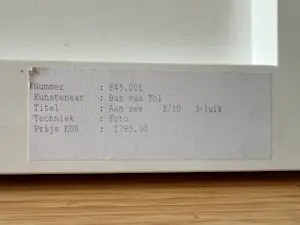 Nummer : F45.001
Kunstenaar : Bas van Tol
Titel : Aan zee 3/10 3-luik
Techniek : Foto
Prijs EUR : 1785.00